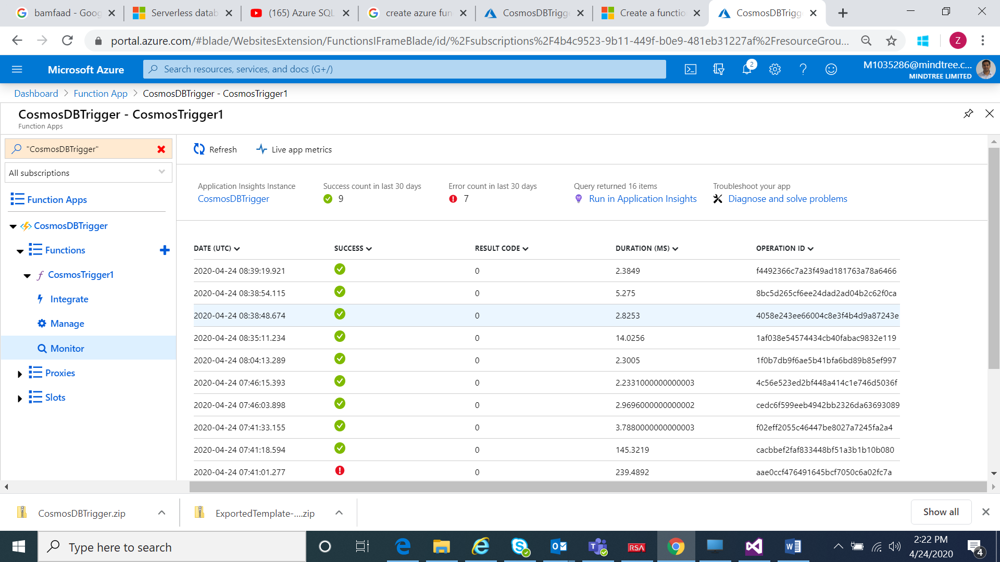 bamfaad - Goog
Serverless datab
(165) Azure SQL
create azure fun
CosmosDBTrigge
Create a functio
CosmosDBTrigg
portal.azure.com/#blade/WebsitesExtension/FunctionsIFrameBlade/id/%2Fsubscriptions%2F4b4c9523-9b11-449f-b0e9-481eb31227af%2FresourceGrou...
Z
Microsoft Azure
Search resources, services, and docs (G+/)
2
M1035286@mindtree.c...
MINDTREE LIMITED
Dashboard > Function App > CosmosDBTrigger - CosmosTrigger1
CosmosDBTrigger - CosmosTrigger1
Function Apps
"CosmosDBTrigger"
All subscriptions
Function Apps
CosmosDBTrigger
Functions
CosmosTrigger1
Integrate
Manage
Monitor
Proxies
Slots
Refresh
Live app metrics
Application Insights Instance
CosmosDBTrigger
Success count in last 30 days
9
Error count in last 30 days
7
Query returned 16 items
Run in Application Insights
Troubleshoot your app
Diagnose and solve problems
DATE (UTC) SUCCESS RESULT CODE DURATION (MS) OPERATION ID
2020-04-24 08:39:19.921 0 2.3849 f4492366c7a23f49ad181763a78a6466
2020-04-24 08:38:54.115 0 5.275 8bc5d265cf6ee24dad2ad04b2c62f0ca
2020-04-24 08:38:48.674 0 2.8253 4058e243ee66004c8e3f4b4d9a87243e
2020-04-24 08:35:11.234 0 14.0256 1af038e54574434cb40fabac9832e119
2020-04-24 08:04:13.289 0 2.3005 1f0b7db9f6ae5b41bfa6bd89b85ef997
2020-04-24 07:46:15.393 0 2.2331000000000003 4c56e523ed2bf448a414c1e746d5036f
2020-04-24 07:46:03.898 0 2.9696000000000002 cedc6f599eeb4942bb2326da63693089
2020-04-24 07:41:33.155 0 3.7880000000000003 f02eff2055c46447be8027a7245fa2a4
2020-04-24 07:41:18.594 0 145.3219 cacbbef2faf833448bf51a3b1b10b080
2020-04-24 07:41:01.277 0 239.4892 aae0ccf476491645bcf7050c6a02fc7a
CosmosDBTrigger.zip
ExportedTemplate-....zip
Show all
Type here to search
RSA
2:22 PM
4/24/2020
4